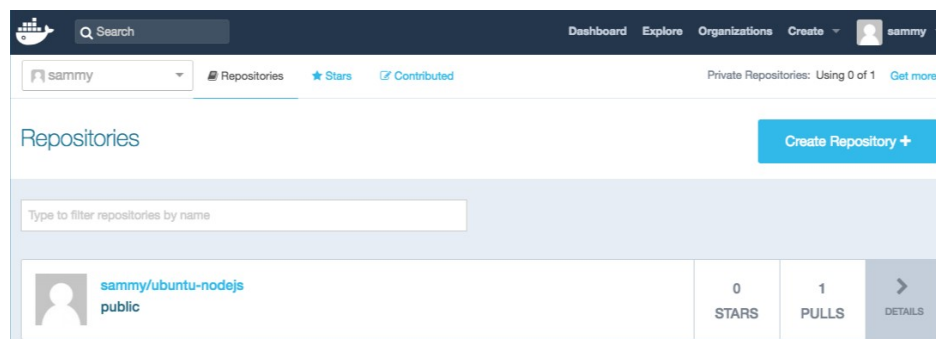 Search Dashboard Explore Organizations Create sammy
sammy Repositories Stars Contributed Private Repositories: Using 0 of 1 Get more
Repositories Create Repository +
Type to filter repositories by name
sammy/ubuntu-nodejs
public
0 1
STARS PULLS DETAILS